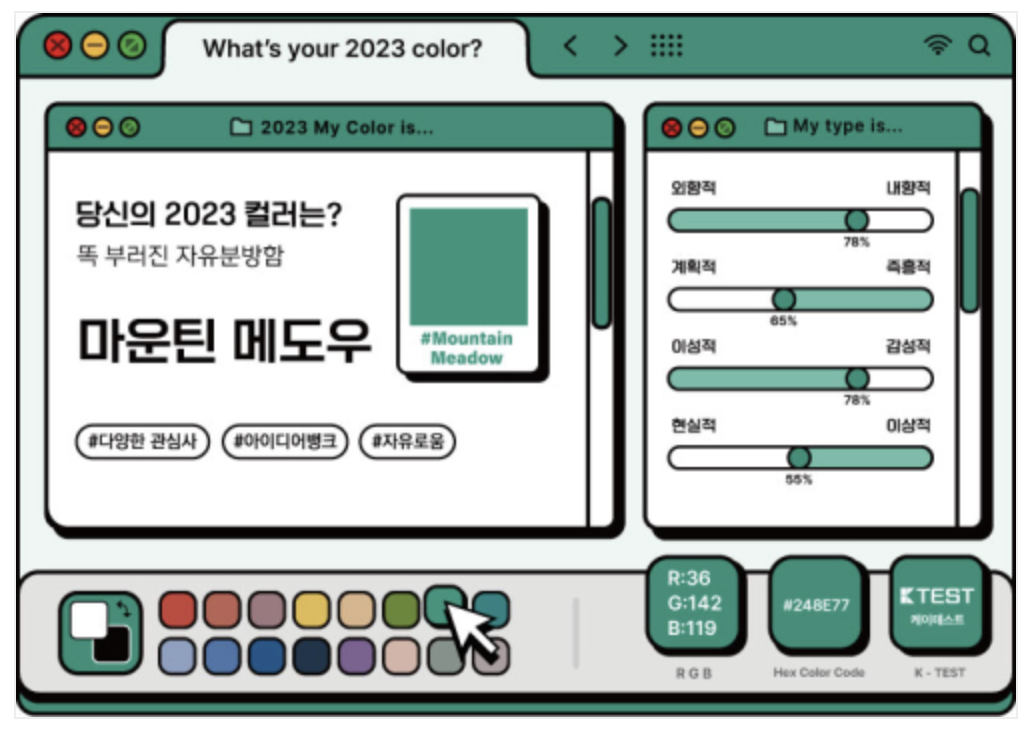 What's your 2023 color?
2023 My Color is...
당신의 2023 컬러는?
똑 부러진 자유분방함
마운틴 메도우
#Mountain
Meadow
#다양한 관심사 #아이디어뱅크 #자유로움
My type is...
외향적 내향적
78%
계획적 즉흥적
65%
이성적 감성적
78%
현실적 이상적
55%
R:36
G:142
B:119
R G B
#248E77
Hex Color Code
KTEST
케이테스트
K - TEST